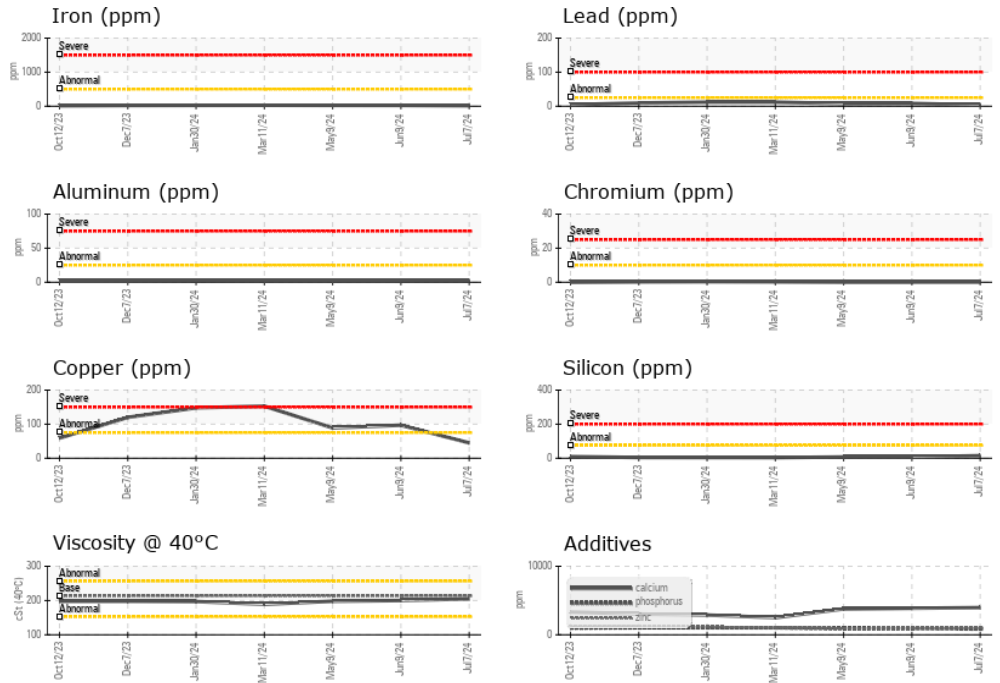 Iron (ppm)
2000
1000
0
ppm
Severe
Abnormal
Oct12/23
Dec7/23
Jan30/24
Mar11/24
May9/24
Jun9/24
Jul7/24
Lead (ppm)
200
100
0
ppm
Severe
Abnormal
Oct12/23
Dec7/23
Jan30/24
Mar11/24
May9/24
Jun9/24
Jul7/24
Aluminum (ppm)
100
50
0
ppm
Severe
Abnormal
Oct12/23
Dec7/23
Jan30/24
Mar11/24
May9/24
Jun9/24
Jul7/24
Chromium (ppm)
40
20
0
ppm
Severe
Abnormal
Oct12/23
Dec7/23
Jan30/24
Mar11/24
May9/24
Jun9/24
Jul7/24
Copper (ppm)
200
100
0
ppm
Severe
Abnormal
Oct12/23
Dec7/23
Jan30/24
Mar11/24
May9/24
Jun9/24
Jul7/24
Silicon (ppm)
400
200
0
ppm
Severe
Abnormal
Oct12/23
Dec7/23
Jan30/24
Mar11/24
May9/24
Jun9/24
Jul7/24
Viscosity @ 40°C
300
200
100
cSt (40°C)
Abnormal
Base
Abnormal
Oct12/23
Dec7/23
Jan30/24
Mar11/24
May9/24
Jun9/24
Jul7/24
Additives
10000
0
ppm
calcium
phosphorus
zinc
Oct12/23
Dec7/23
Jan30/24
Mar11/24
May9/24
Jun9/24
Jul7/24